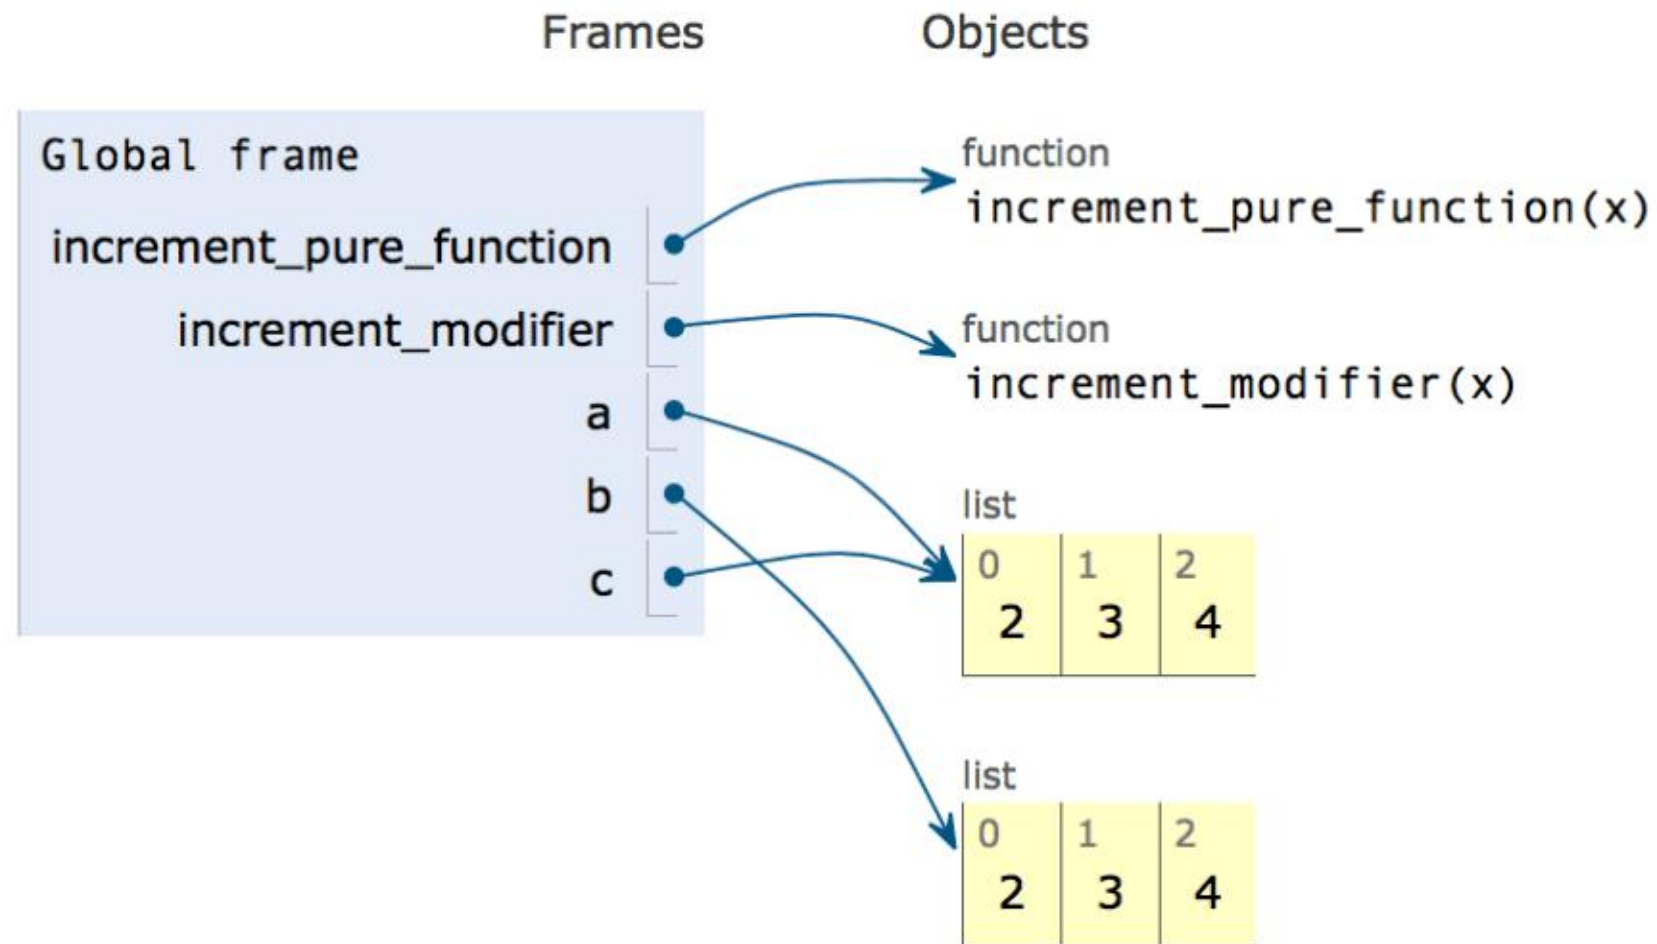 Frames Objects
Global frame
increment_pure_function
increment_modifier
a
b
c
function
increment_pure_function(x)
function
increment_modifier(x)
list
0 1 2
2 3 4
list
0 1 2
2 3 4